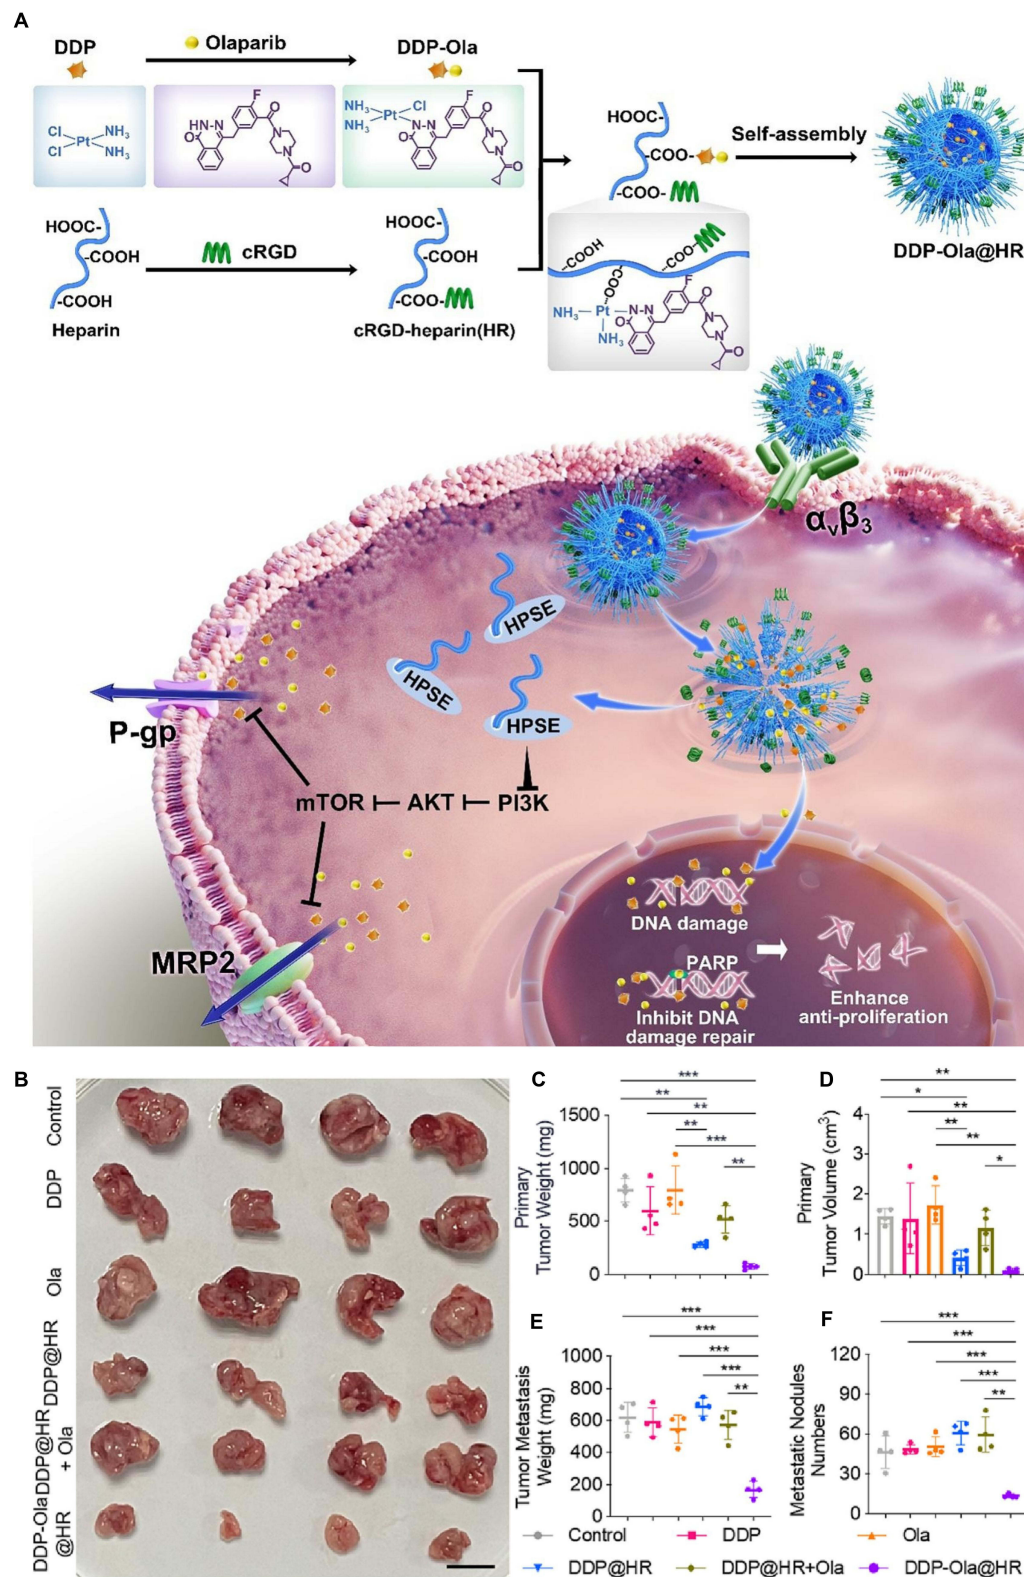 A
DDP
Olaparib
DDP-Ola
Cl
NH3
Pt
Cl
NH3
F
HN-N
O
O
N
N
O
NH3
Cl
Pt
NH3
F
N-N
O
O
N
N
O
HOOC-
-COO-
-COO-
Self-assembly
DDP-Ola@HR
HOOC-
-COOH
-COOH
Heparin
cRGD
HOOC-
-COOH
-COO-
cRGD-heparin(HR)
-COOH
-COO-
COO
F
NH3
Pt
N-N
O
O
N
N
NH3
O
αvβ3
HPSE
HPSE
HPSE
P-gp
mTOR
AKT
PI3K
MRP2
DNA damage
PARP
Inhibit DNA
damage repair
Enhance
anti-proliferation
B
Control
DDP
Ola
DDP@HR
DDP@HR
+ Ola
DDP-Ola
@HR
C
Primary
Tumor Weight (mg)
1500
1000
500
0
***
**
**
**
***
**
D
Primary
Tumor Volume (cm3)
4
3
2
1
0
**
*
**
**
**
*
E
Tumor Metastasis
Weight (mg)
1000
800
600
400
200
0
***
***
***
***
**
F
Metastatic Nodules
Numbers
120
90
60
30
0
***
***
***
***
**
Control
DDP
Ola
DDP@HR
DDP@HR+Ola
DDP-Ola@HR